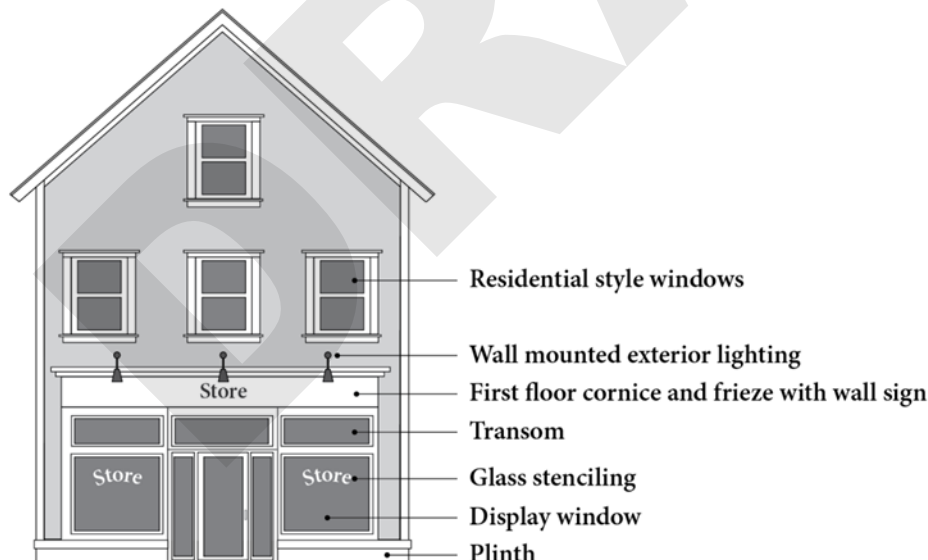 Residential style windows
Wall mounted exterior lighting
Store
First floor cornice and frieze with wall sign
Transom
Store
Store
Glass stenciling
Display window
Plinth